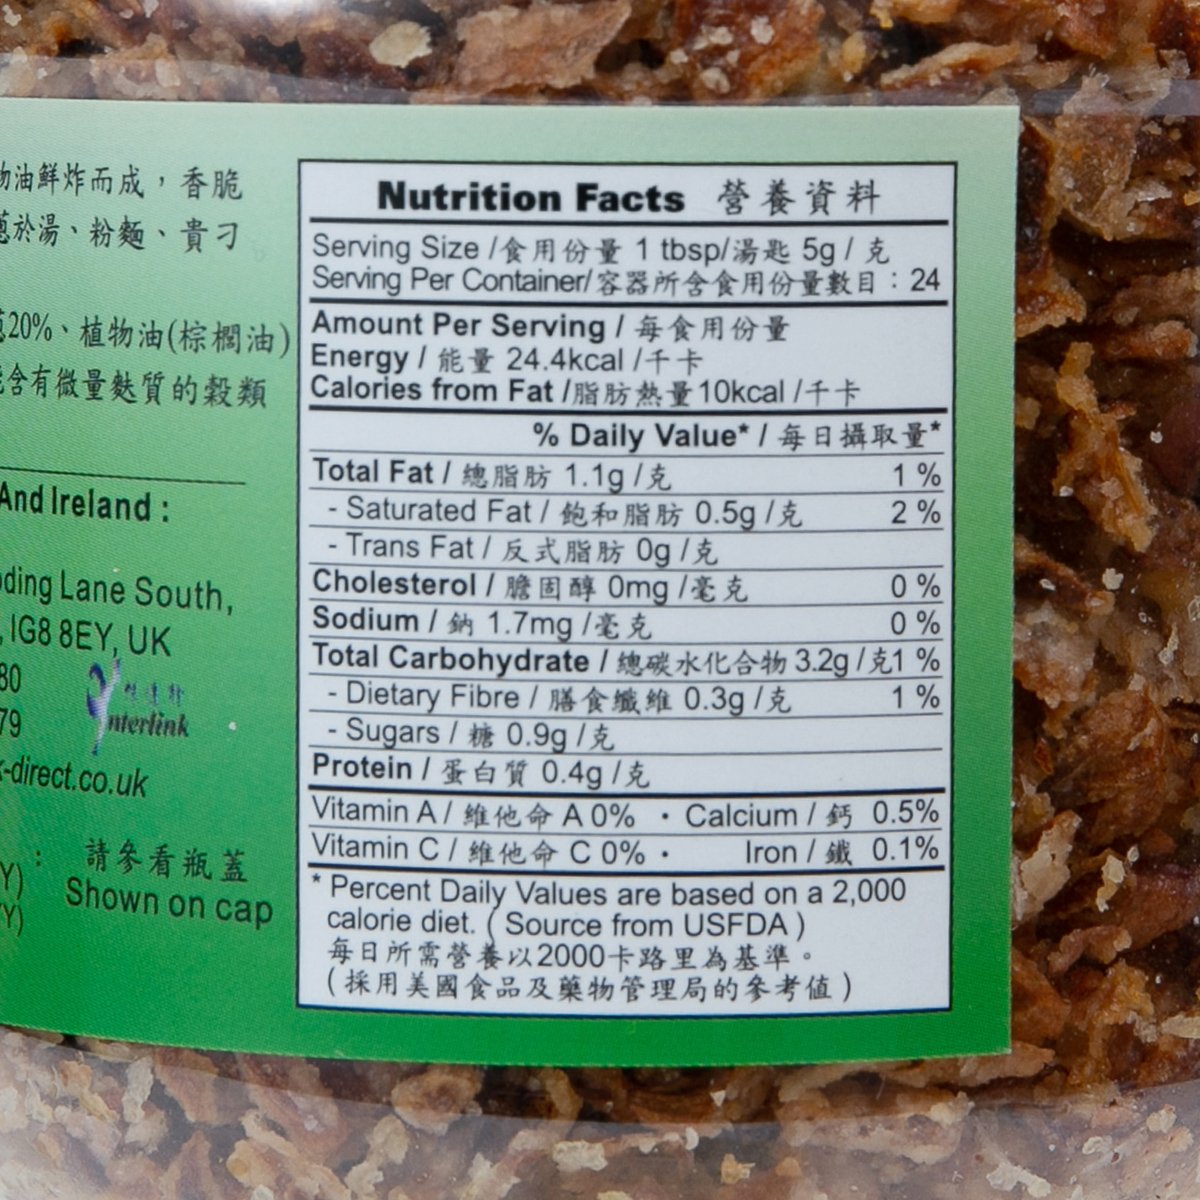 物油鮮炸而成，香脆
蔥於湯、粉麵、貴刁
20%、植物油(棕櫚油)
含有微量麩質的穀類
And Ireland :
Lane South,
, IG8 8EY, UK
80
79
nterlink
-direct.co.uk
: 請參看瓶蓋
Y) Shown on cap
Y)
Nutrition Facts 營養資料
Serving Size /食用份量 1 tbsp/湯匙 5g / 克
Serving Per Container/容器所含食用份量數目：24
Amount Per Serving / 每食用份量
Energy / 能量 24.4kcal /千卡
Calories from Fat /脂肪熱量10kcal /千卡
% Daily Value* / 每日攝取量*
Total Fat / 總脂肪 1.1g /克 1 %
- Saturated Fat / 飽和脂肪 0.5g /克 2 %
- Trans Fat / 反式脂肪 0g /克
Cholesterol / 膽固醇 0mg /毫克 0 %
Sodium / 鈉 1.7mg /毫克 0 %
Total Carbohydrate / 總碳水化合物 3.2g /克1 %
- Dietary Fibre / 膳食纖維 0.3g /克 1 %
- Sugars / 糖 0.9g /克
Protein / 蛋白質 0.4g /克
Vitamin A / 維他命 A 0% ・ Calcium / 鈣 0.5%
Vitamin C / 維他命 C 0% ・ Iron / 鐵 0.1%
* Percent Daily Values are based on a 2,000
calorie diet. ( Source from USFDA )
每日所需營養以2000卡路里為基準。
(採用美國食品及藥物管理局的參考值)